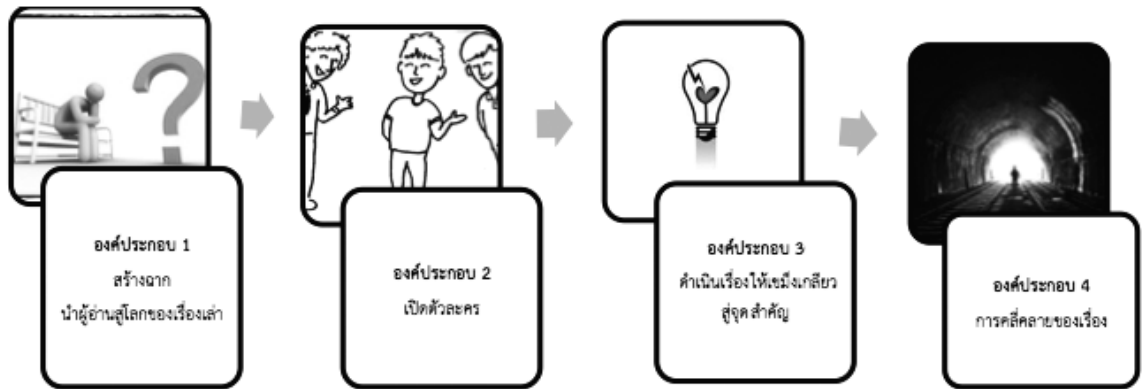 องค์ประกอบ 1
สร้างฉาก
นำผู้อ่านสู่โลกของเรื่องเล่า
องค์ประกอบ 2
เปิดตัวละคร
องค์ประกอบ 3
ดำเนินเรื่องให้เขม็งเกลียว
สู่จุด สำคัญ
องค์ประกอบ 4
การคลี่คลายของเรื่อง